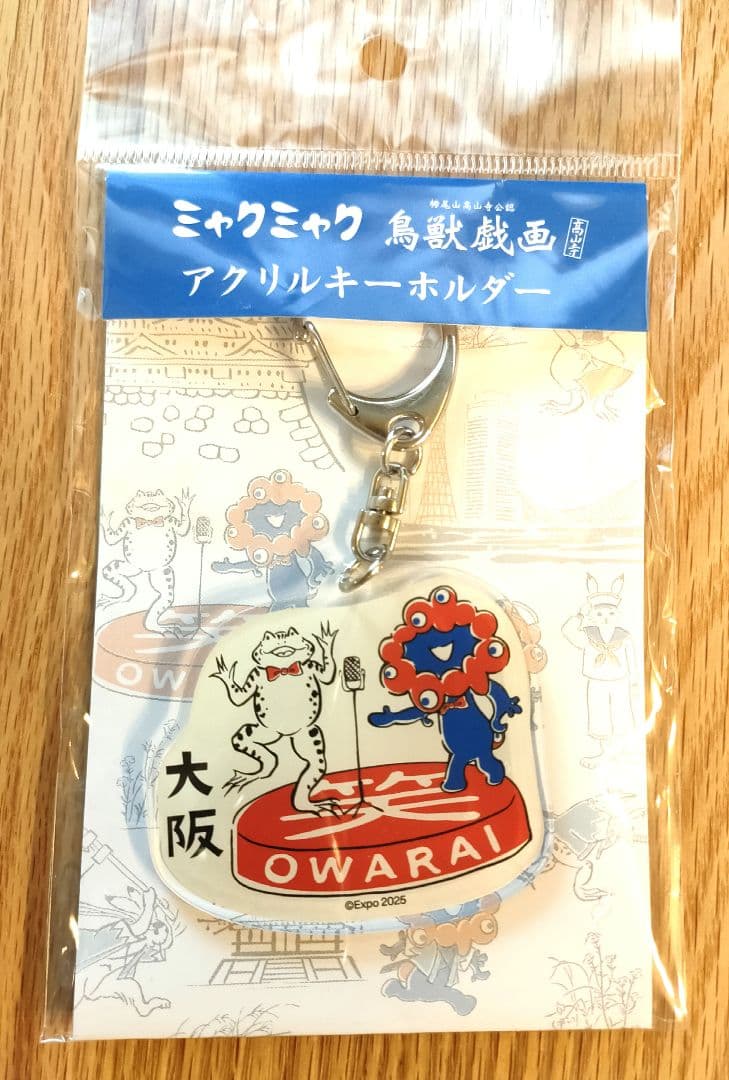 栂尾山高山寺公認
ミャクミャク 鳥獣戯画 高山寺
アクリルキーホルダー
OWA
笑
大阪
OWARAI
©Expo 2025